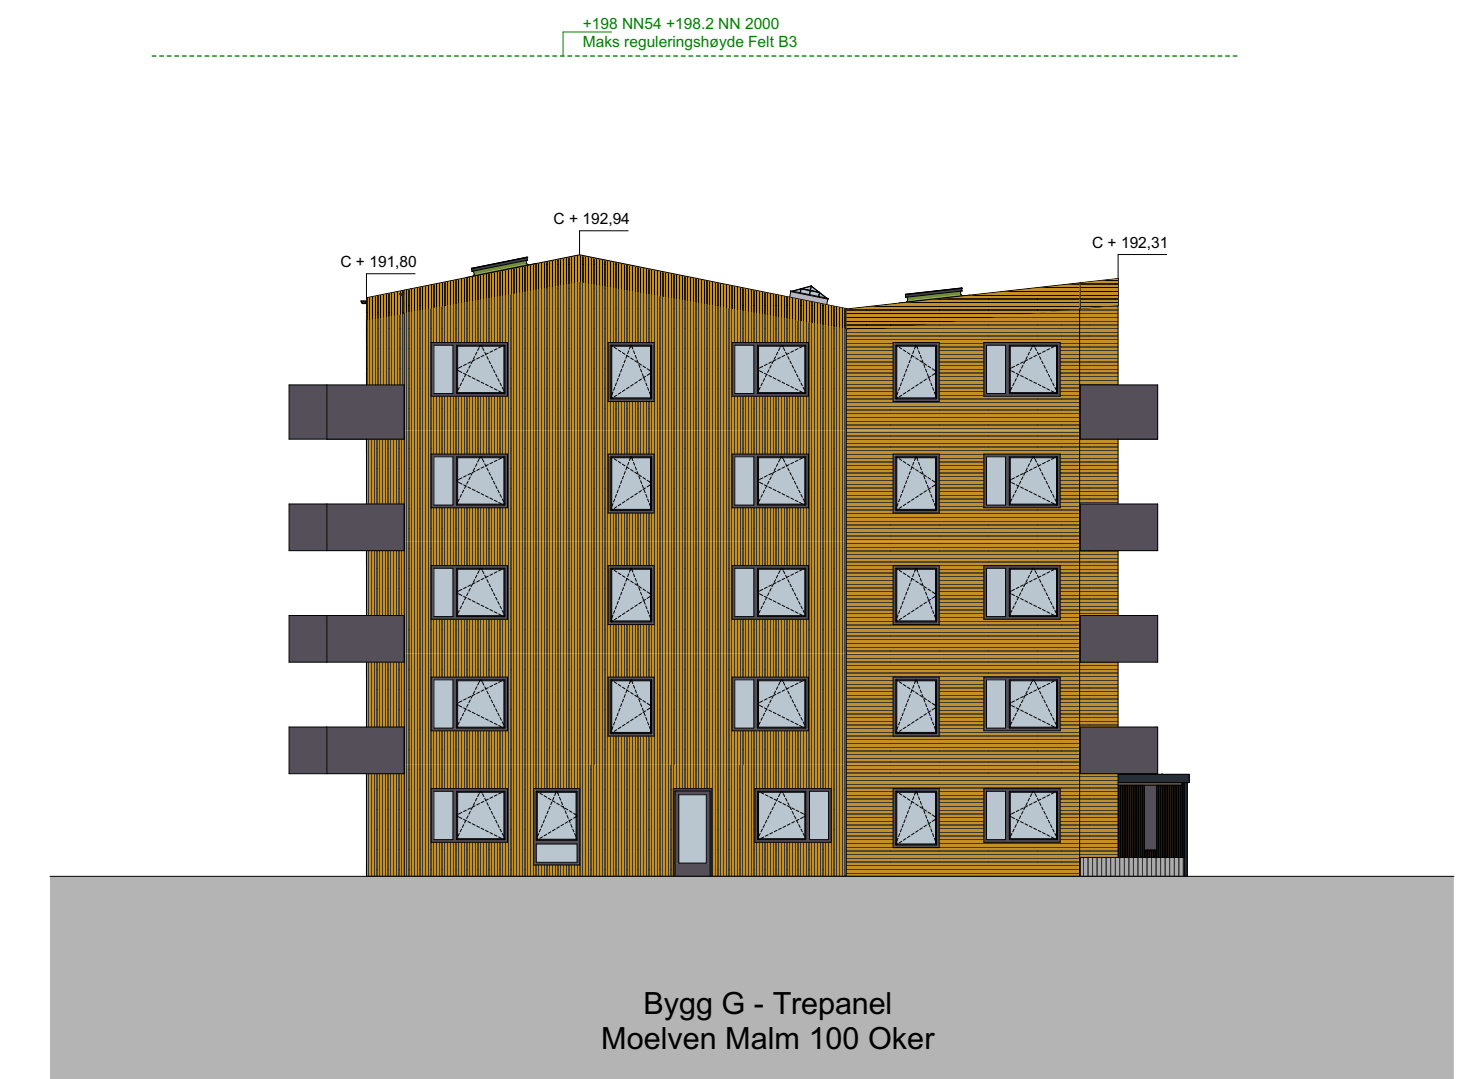 +198 NN54 +198.2 NN 2000
Maks reguleringshøyde Felt B3
C + 192,94
C + 192,31
C + 191,80
Bygg G - Trepanel
Moelven Malm 100 Oker